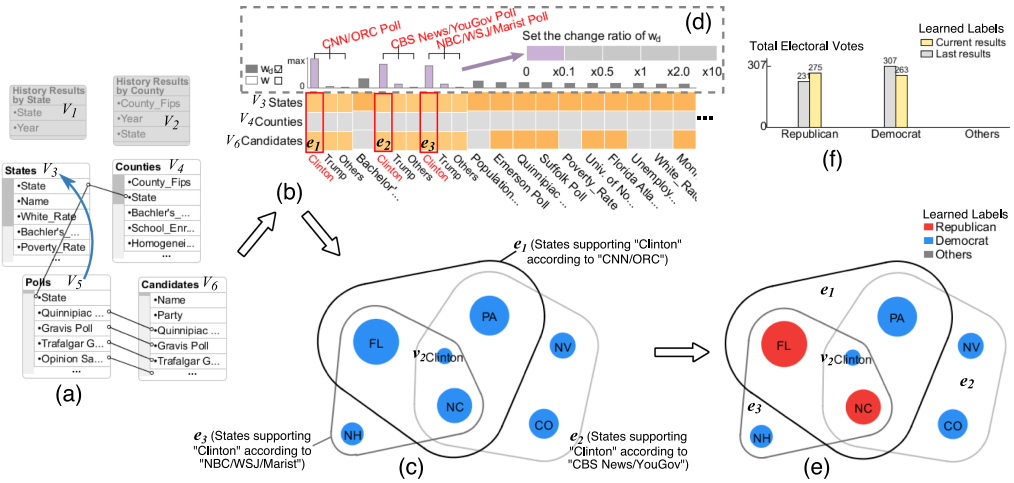 History Results
by State
•State
•Year
V1
History Results
by County
•County_Fips
•Year
•State
V2
States
V3
•State
•Name
•White_Rate
•Bachler's_...
•Poverty_Rate
...
Counties
V4
•County_Fips
•State
•Bachler's_...
•School_Enr...
•Homogenei...
...
Polls
V5
•State
•Quinnipiac ...
•Gravis Poll
•Trafalgar G...
•Opinion Sa...
...
Candidates
V6
•Name
•Party
•Quinnipiac ...
•Gravis Poll
•Trafalgar G...
...
(a)
CNN/ORC Poll
CBS News/YouGov Poll
NBC/WSJ/Marist Poll
(d)
Set the change ratio of wd
0 x0.1 x0.5 x1 x2.0 x10
max
wd
w
0
V3 States
V4 Counties
V6 Candidates
e1
e2
e3
...
Clinton
Trump
Others
Bachelor'...
Clinton
Trump
Others
Clinton
Trump
Others
Population...
Emerson Poll
Quinnipiac ...
Suffolk Poll
Poverty_Rate
Univ. of No...
Florida Atla...
Unemploy...
White_Rate
Mon.
(b)
e1 (States supporting "Clinton"
according to "CNN/ORC")
PA
FL
NV
v2Clinton
NC
NH
CO
e3 (States supporting
"Clinton" according to
"NBC/WSJ/Marist")
(c)
e2 (States supporting
"Clinton" according to
"CBS News/YouGov")
Learned Labels
Current results
Last results
Total Electoral Votes
307
0
231
275
307
263
Republican
Democrat
Others
(f)
Learned Labels
Republican
Democrat
Others
e1
PA
FL
NV
v2Clinton
e2
e3
NC
NH
CO
(e)